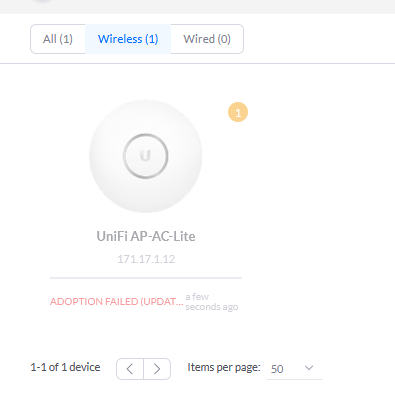 All (1) Wireless (1) Wired (0)
1
U
UniFi AP-AC-Lite
171.17.1.12
ADOPTION FAILED (UPDAT... a few
seconds ago
1-1 of 1 device Items per page: 50